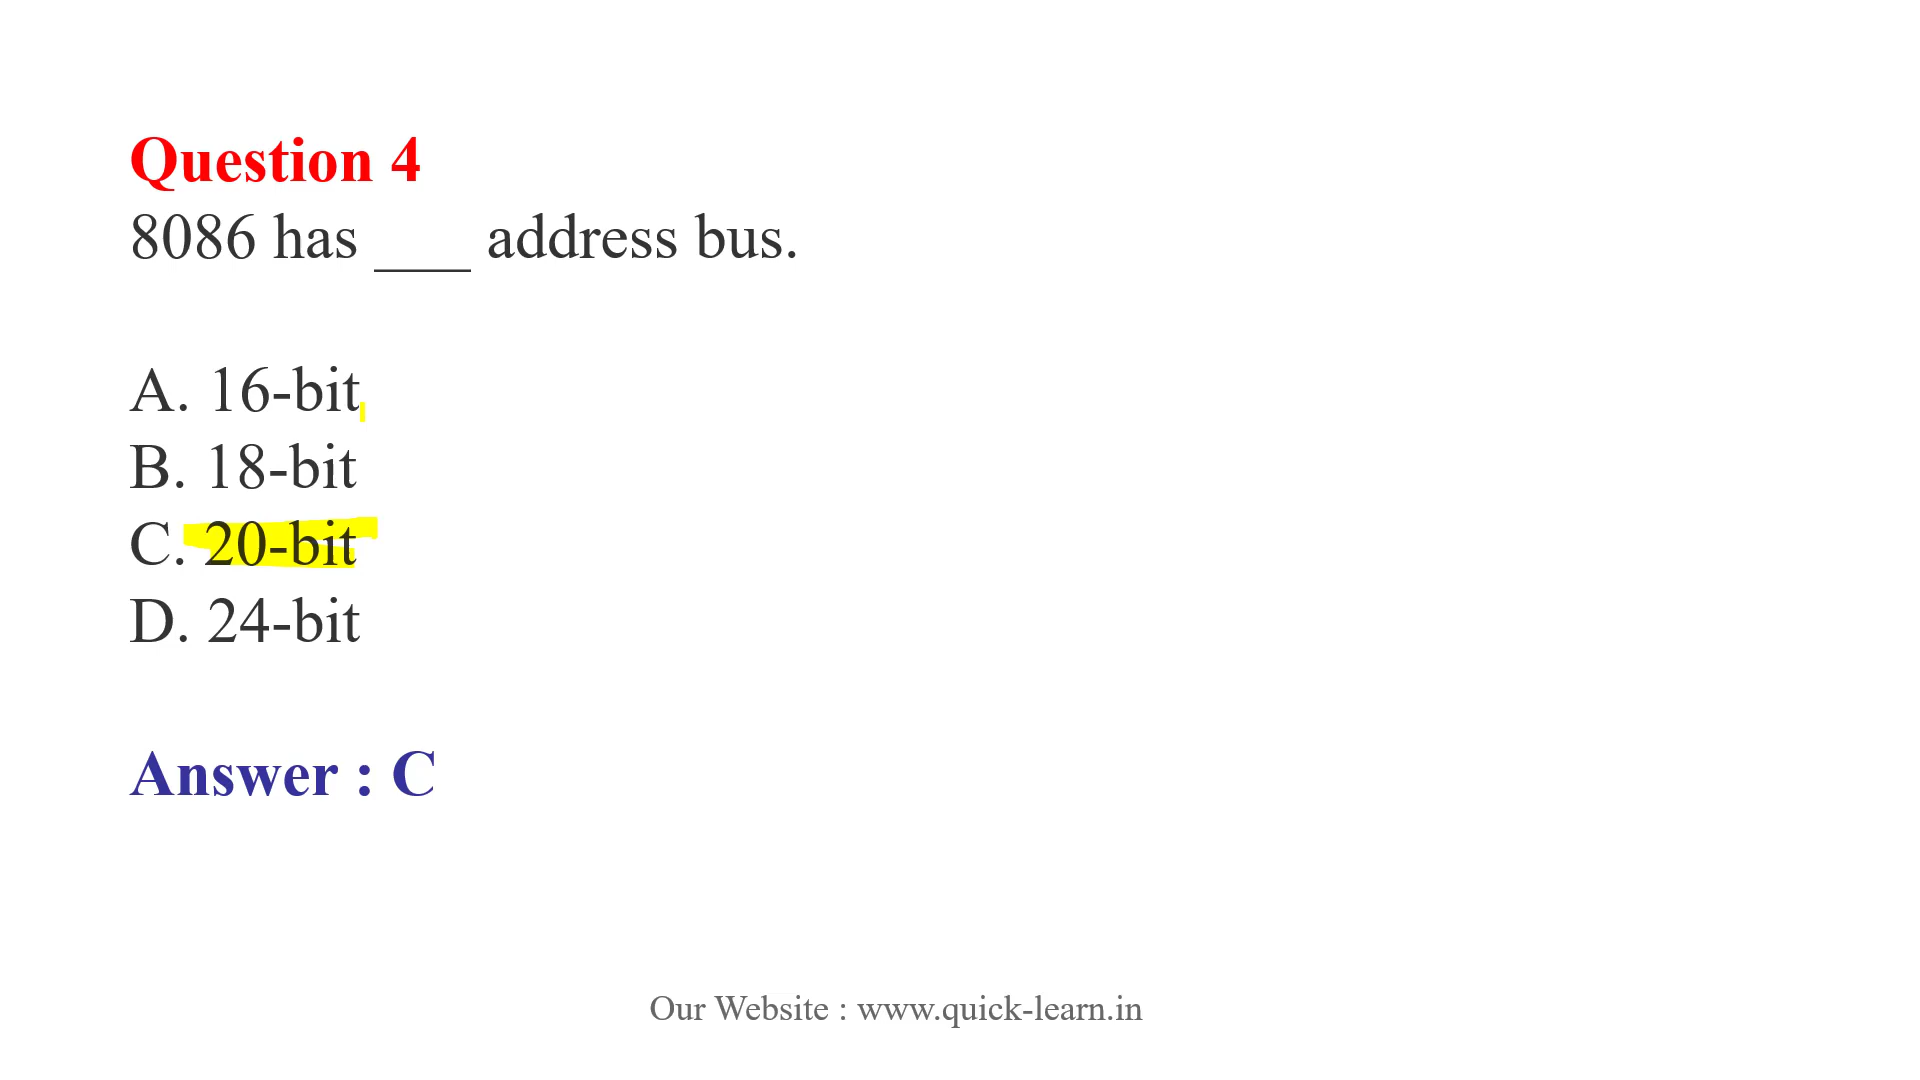 Question 4
8086 has ___ address bus.
A. 16-bit
B. 18-bit
C. 20-bit
D. 24-bit
Answer : C
Our Website : www.quick-learn.in